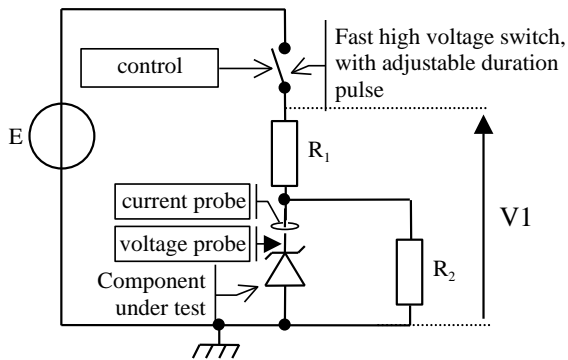 Fast high voltage switch,
with adjustable duration
pulse
control
E
R1
V1
current probe
voltage probe
R2
Component
under test